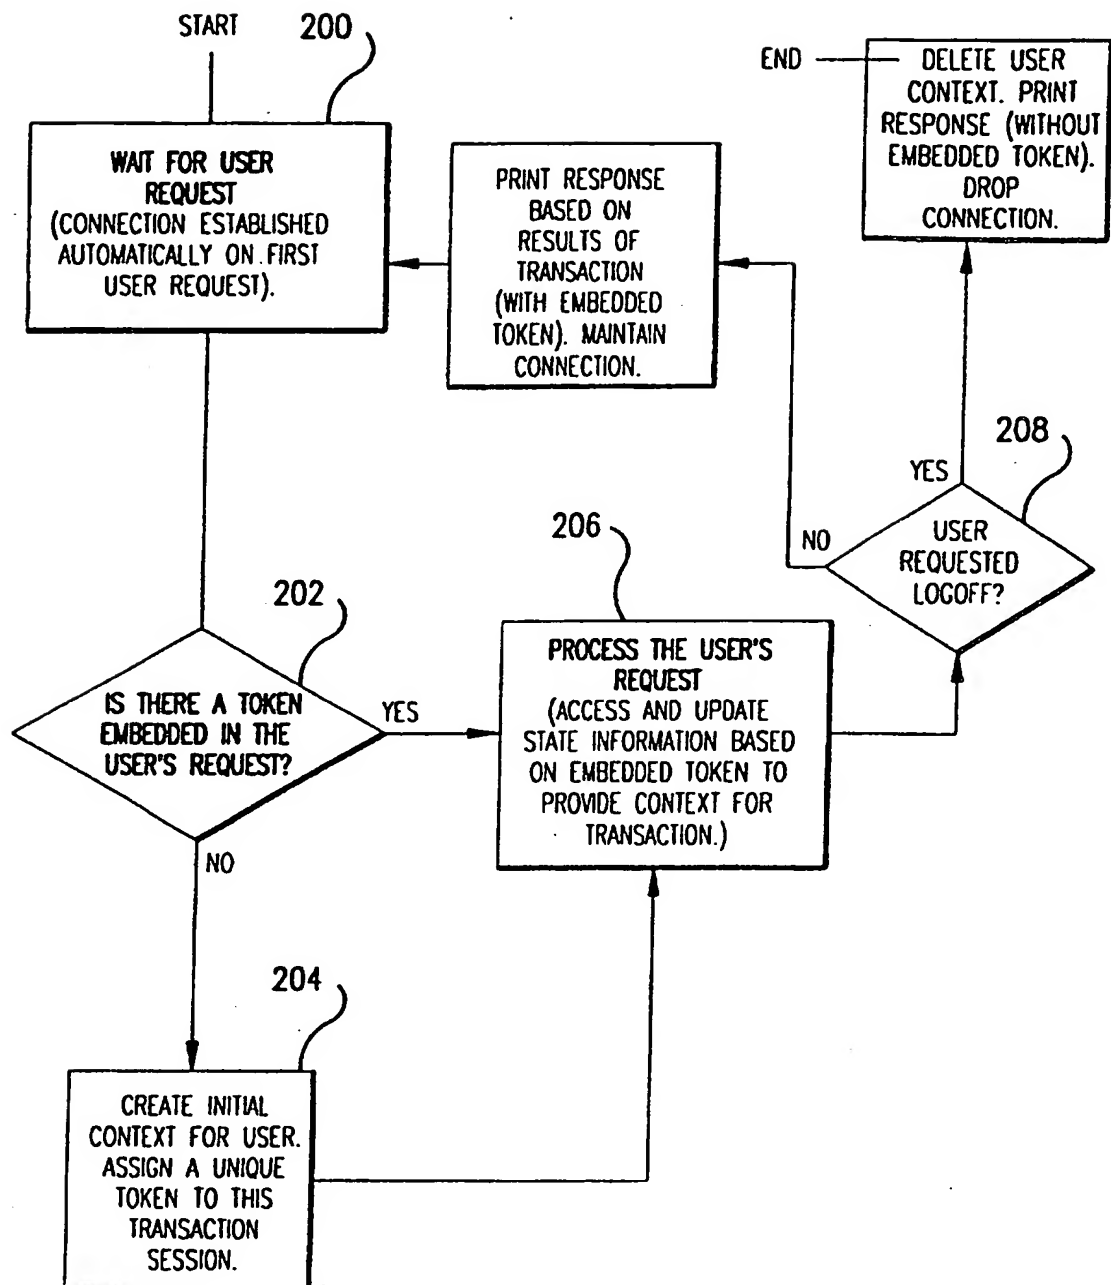 START
200
WAIT FOR USER
REQUEST
(CONNECTION ESTABLISHED
AUTOMATICALLY ON FIRST
USER REQUEST).
PRINT RESPONSE
BASED ON
RESULTS OF
TRANSACTION
(WITH EMBEDDED
TOKEN). MAINTAIN
CONNECTION.
END
DELETE USER
CONTEXT. PRINT
RESPONSE (WITHOUT
EMBEDDED TOKEN).
DROP
CONNECTION.
208
YES
NO
USER
REQUESTED
LOGOFF?
202
IS THERE A TOKEN
EMBEDDED IN THE
USER'S REQUEST?
YES
NO
206
PROCESS THE USER'S
REQUEST
(ACCESS AND UPDATE
STATE INFORMATION BASED
ON EMBEDDED TOKEN TO
PROVIDE CONTEXT FOR
TRANSACTION.)
204
CREATE INITIAL
CONTEXT FOR USER.
ASSIGN A UNIQUE
TOKEN TO THIS
TRANSACTION
SESSION.